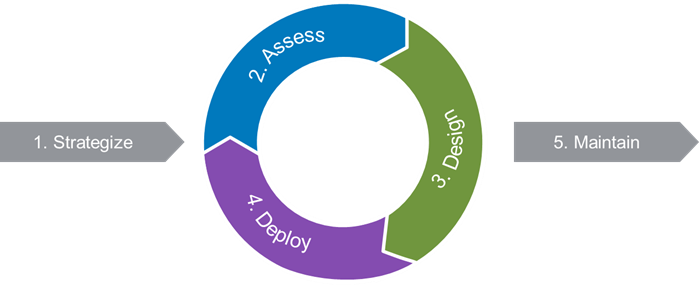 1. Strategize
2. Assess
3. Design
4. Deploy
5. Maintain